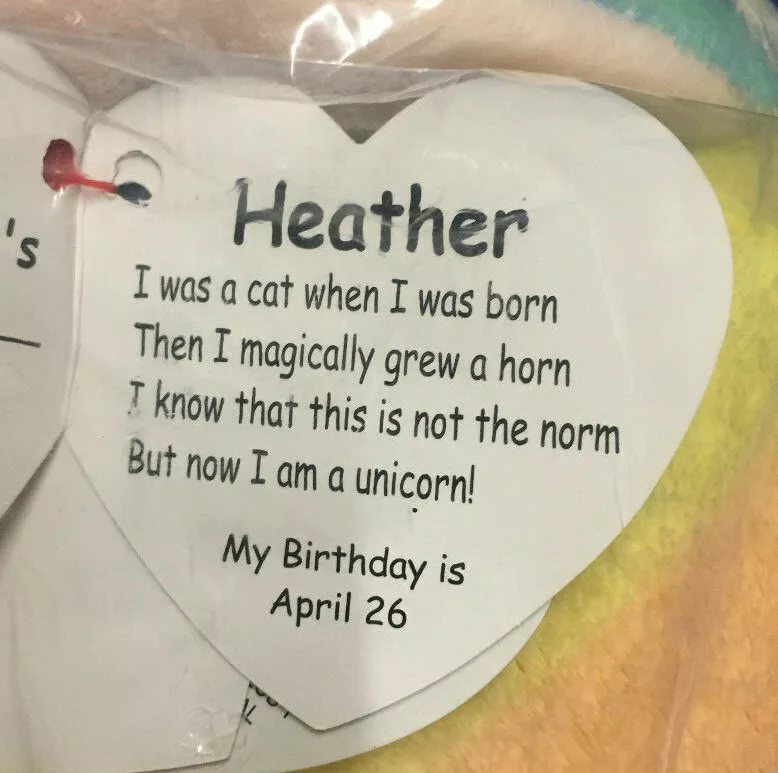 's
Heather
I was a cat when I was born
Then I magically grew a horn
I know that this is not the norm
But now I am a unicorn!
My Birthday is
April 26